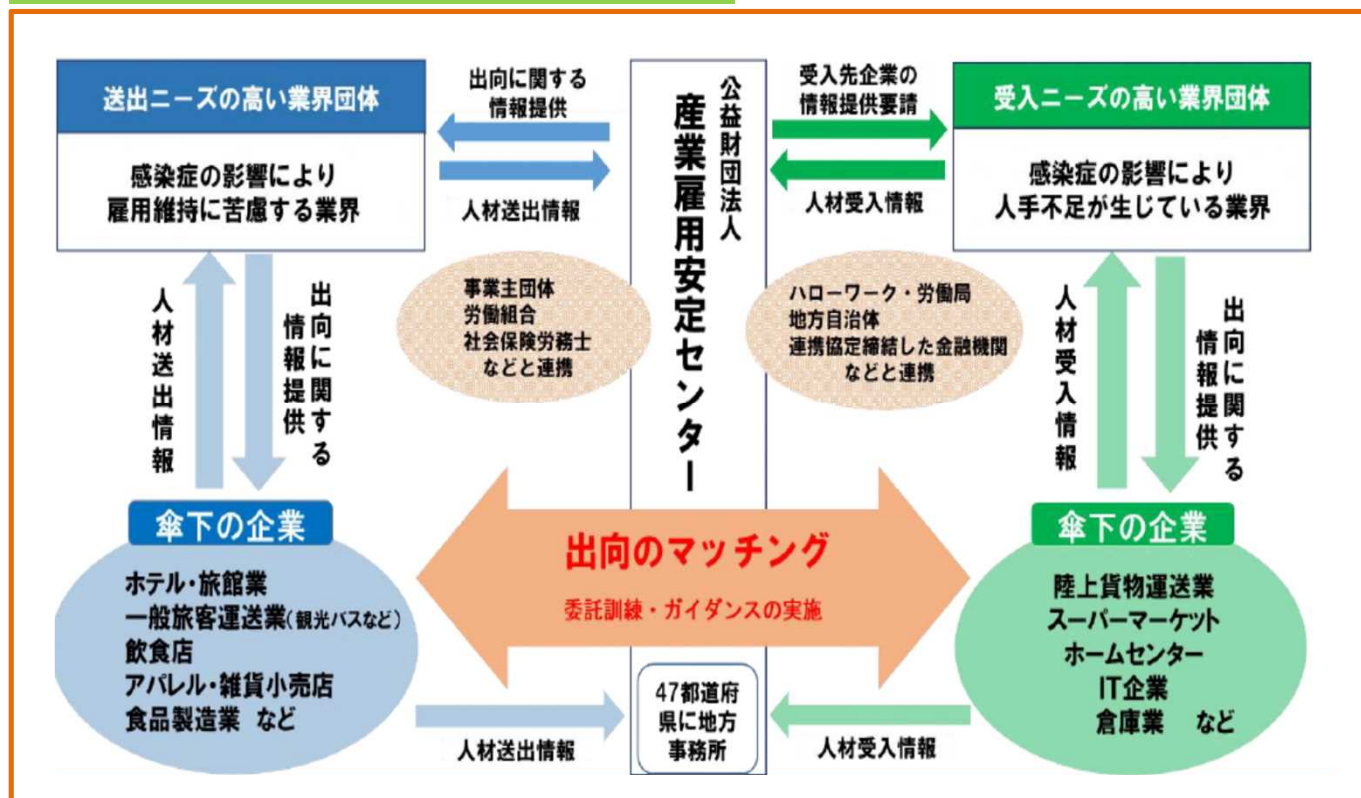 送出ニーズの高い業界団体
感染症の影響により
雇用維持に苦慮する業界
出向に関する
情報提供
人材送出情報
公益財団法人
産業雇用安定センター
受入先企業の
情報提供要請
人材受入情報
受入ニーズの高い業界団体
感染症の影響により
人手不足が生じている業界
人材送出情報
出向に関する
情報提供
事業主団体
労働組合
社会保険労務士
などと連携
ハローワーク・労働局
地方自治体
連携協定締結した金融機関
などと連携
人材受入情報
出向に関する
情報提供
傘下の企業
ホテル・旅館業
一般旅客運送業(観光バスなど)
飲食店
アパレル・雑貨小売店
食品製造業 など
出向のマッチング
委託訓練・ガイダンスの実施
傘下の企業
陸上貨物運送業
スーパーマーケット
ホームセンター
IT企業
倉庫業 など
人材送出情報
47都道府
県に地方
事務所
人材受入情報